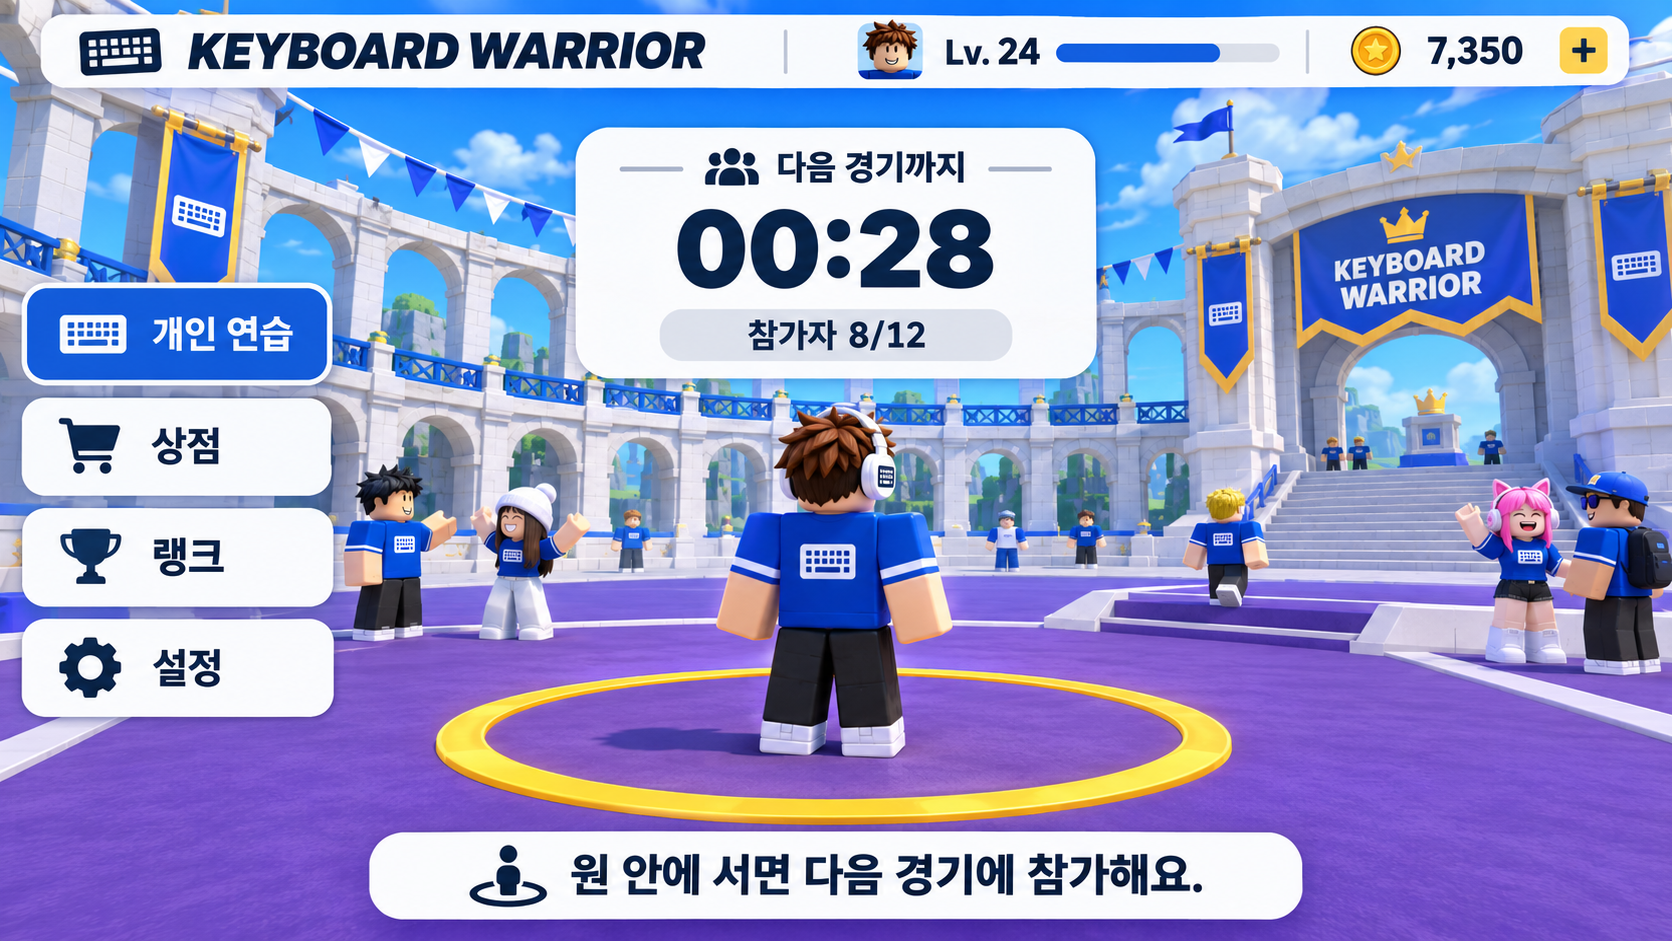 KEYBOARD WARRIOR
Lv. 24
7,350
+
다음 경기까지
00:28
참가자 8/12
KEYBOARD
WARRIOR
개인 연습
상점
랭크
설정
원 안에 서면 다음 경기에 참가해요.